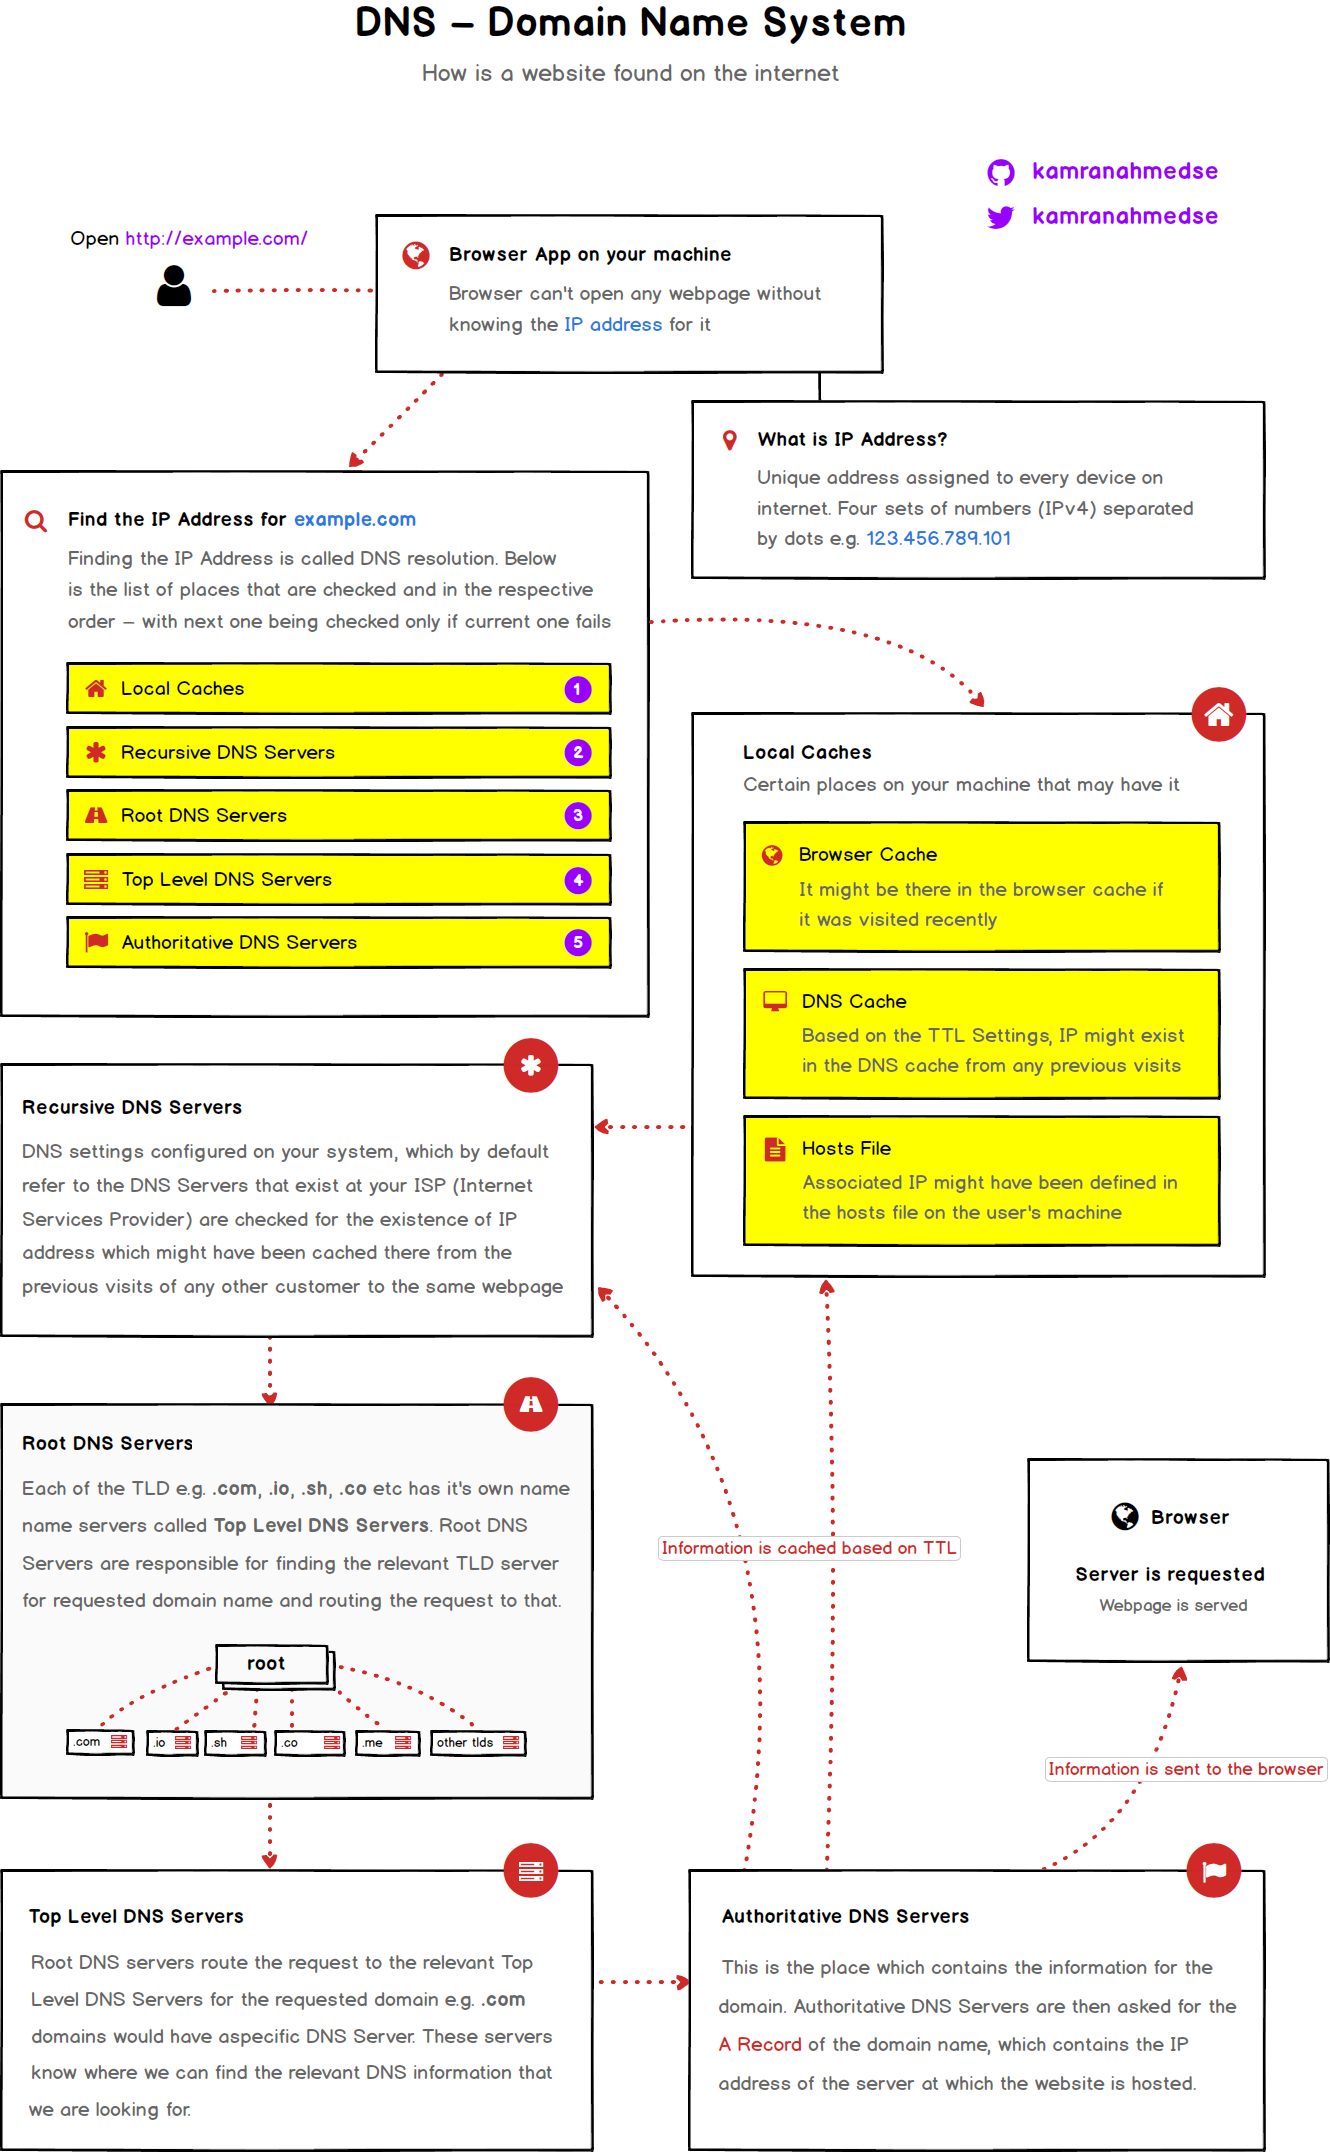 DNS – Domain Name System
How is a website found on the internet
kamranahmedse
kamranahmedse
Open http://example.com/
Browser App on your machine
Browser can't open any webpage without
knowing the IP address for it
What is IP Address?
Unique address assigned to every device on
internet. Four sets of numbers (IPv4) separated
by dots e.g. 123.456.789.101
Find the IP Address for example.com
Finding the IP Address is called DNS resolution. Below
is the list of places that are checked and in the respective
order – with next one being checked only if current one fails
Local Caches 1
Recursive DNS Servers 2
Root DNS Servers 3
Top Level DNS Servers 4
Authoritative DNS Servers 5
Local Caches
Certain places on your machine that may have it
Browser Cache
It might be there in the browser cache if
it was visited recently
DNS Cache
Based on the TTL Settings, IP might exist
in the DNS cache from any previous visits
Hosts File
Associated IP might have been defined in
the hosts file on the user's machine
Recursive DNS Servers
DNS settings configured on your system, which by default
refer to the DNS Servers that exist at your ISP (Internet
Services Provider) are checked for the existence of IP
address which might have been cached there from the
previous visits of any other customer to the same webpage
Root DNS Servers
Each of the TLD e.g. .com, .io, .sh, .co etc has it's own name
name servers called Top Level DNS Servers. Root DNS
Servers are responsible for finding the relevant TLD server
for requested domain name and routing the request to that.
root
.com
.io
.sh
.co
.me
other tlds
Information is cached based on TTL
Browser
Server is requested
Webpage is served
Information is sent to the browser
Top Level DNS Servers
Root DNS servers route the request to the relevant Top
Level DNS Servers for the requested domain e.g. .com
domains would have aspecific DNS Server. These servers
know where we can find the relevant DNS information that
we are looking for.
Authoritative DNS Servers
This is the place which contains the information for the
domain. Authoritative DNS Servers are then asked for the
A Record of the domain name, which contains the IP
address of the server at which the website is hosted.